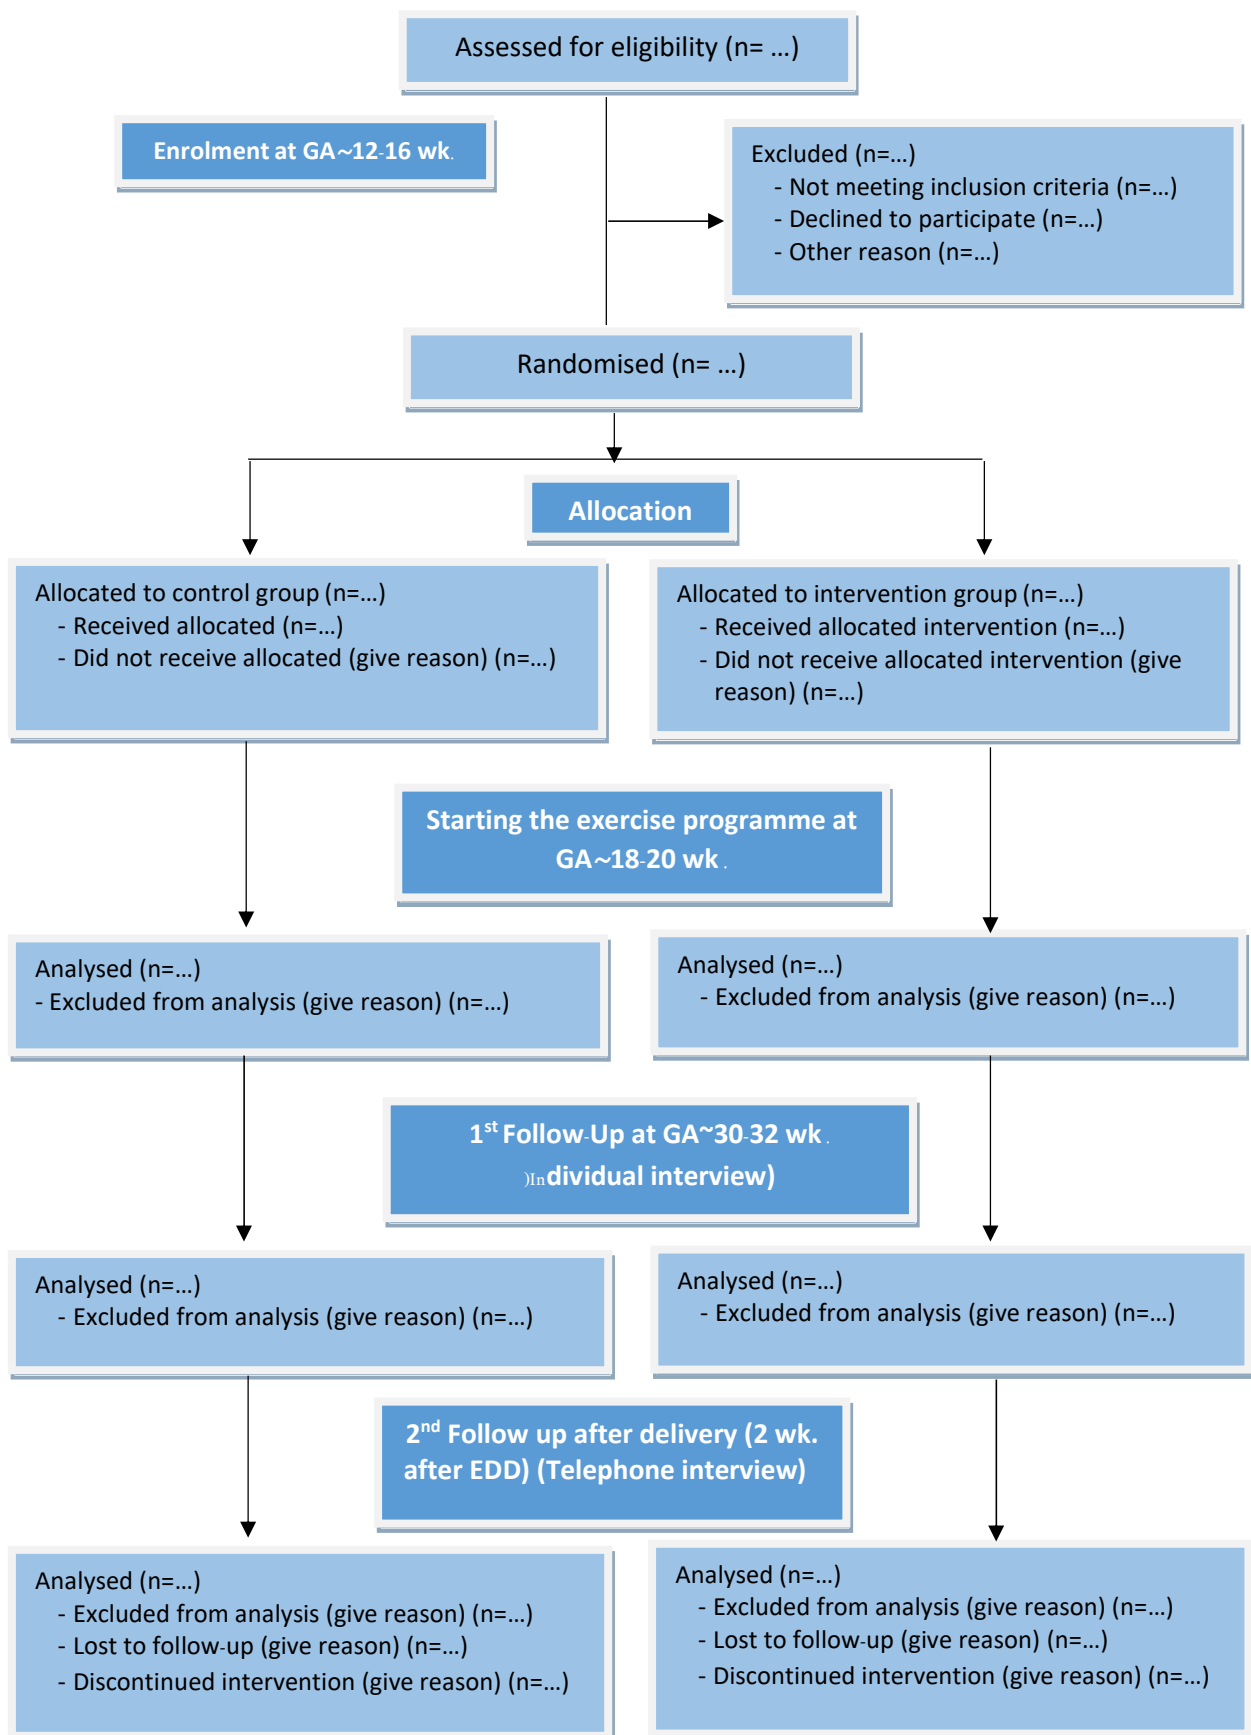 Assessed for eligibility (n= ...)
Enrolment at GA~12-16 wk.
Excluded (n=...)
- Not meeting inclusion criteria (n=...)
- Declined to participate (n=...)
- Other reason (n=...)
Randomised (n= ...)
Allocation
Allocated to control group (n=...)
- Received allocated (n=...)
- Did not receive allocated (give reason) (n=...)
Allocated to intervention group (n=...)
- Received allocated intervention (n=...)
- Did not receive allocated intervention (give
reason) (n=...)
Starting the exercise programme at
GA~18-20 wk .
Analysed (n=...)
- Excluded from analysis (give reason) (n=...)
Analysed (n=...)
- Excluded from analysis (give reason) (n=...)
1st Follow-Up at GA~30-32 wk .
)Individual interview)
Analysed (n=...)
- Excluded from analysis (give reason) (n=...)
Analysed (n=...)
- Excluded from analysis (give reason) (n=...)
2nd Follow up after delivery (2 wk.
after EDD) (Telephone interview)
Analysed (n=...)
- Excluded from analysis (give reason) (n=...)
- Lost to follow-up (give reason) (n=...)
- Discontinued intervention (give reason) (n=...)
Analysed (n=...)
- Excluded from analysis (give reason) (n=...)
- Lost to follow-up (give reason) (n=...)
- Discontinued intervention (give reason) (n=...)